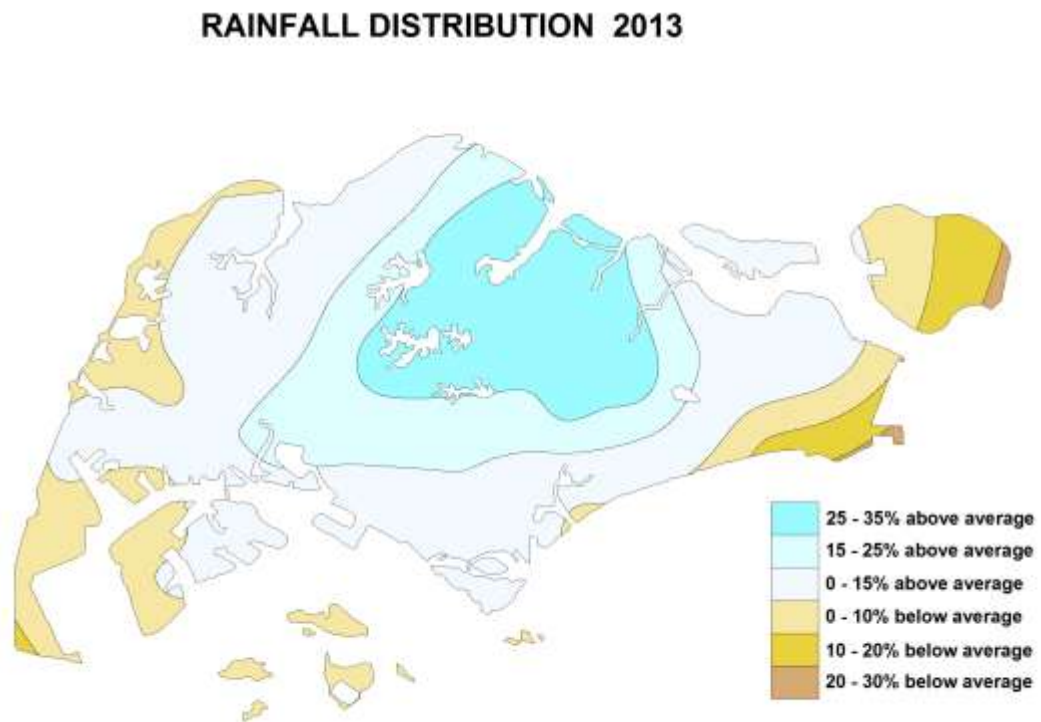 RAINFALL DISTRIBUTION 2013
25 - 35% above average
15 - 25% above average
0 - 15% above average
0 - 10% below average
10 - 20% below average
20 - 30% below average